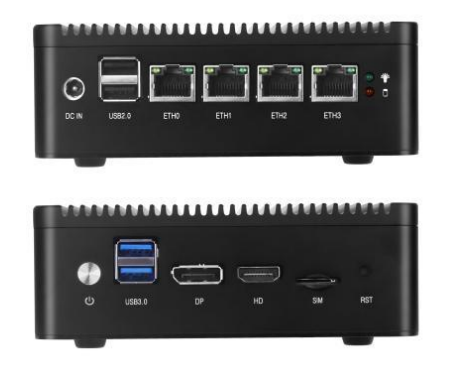 DC IN USB2.0 ETH0 ETH1 ETH2 ETH3
USB3.0 DP HD SIM RST